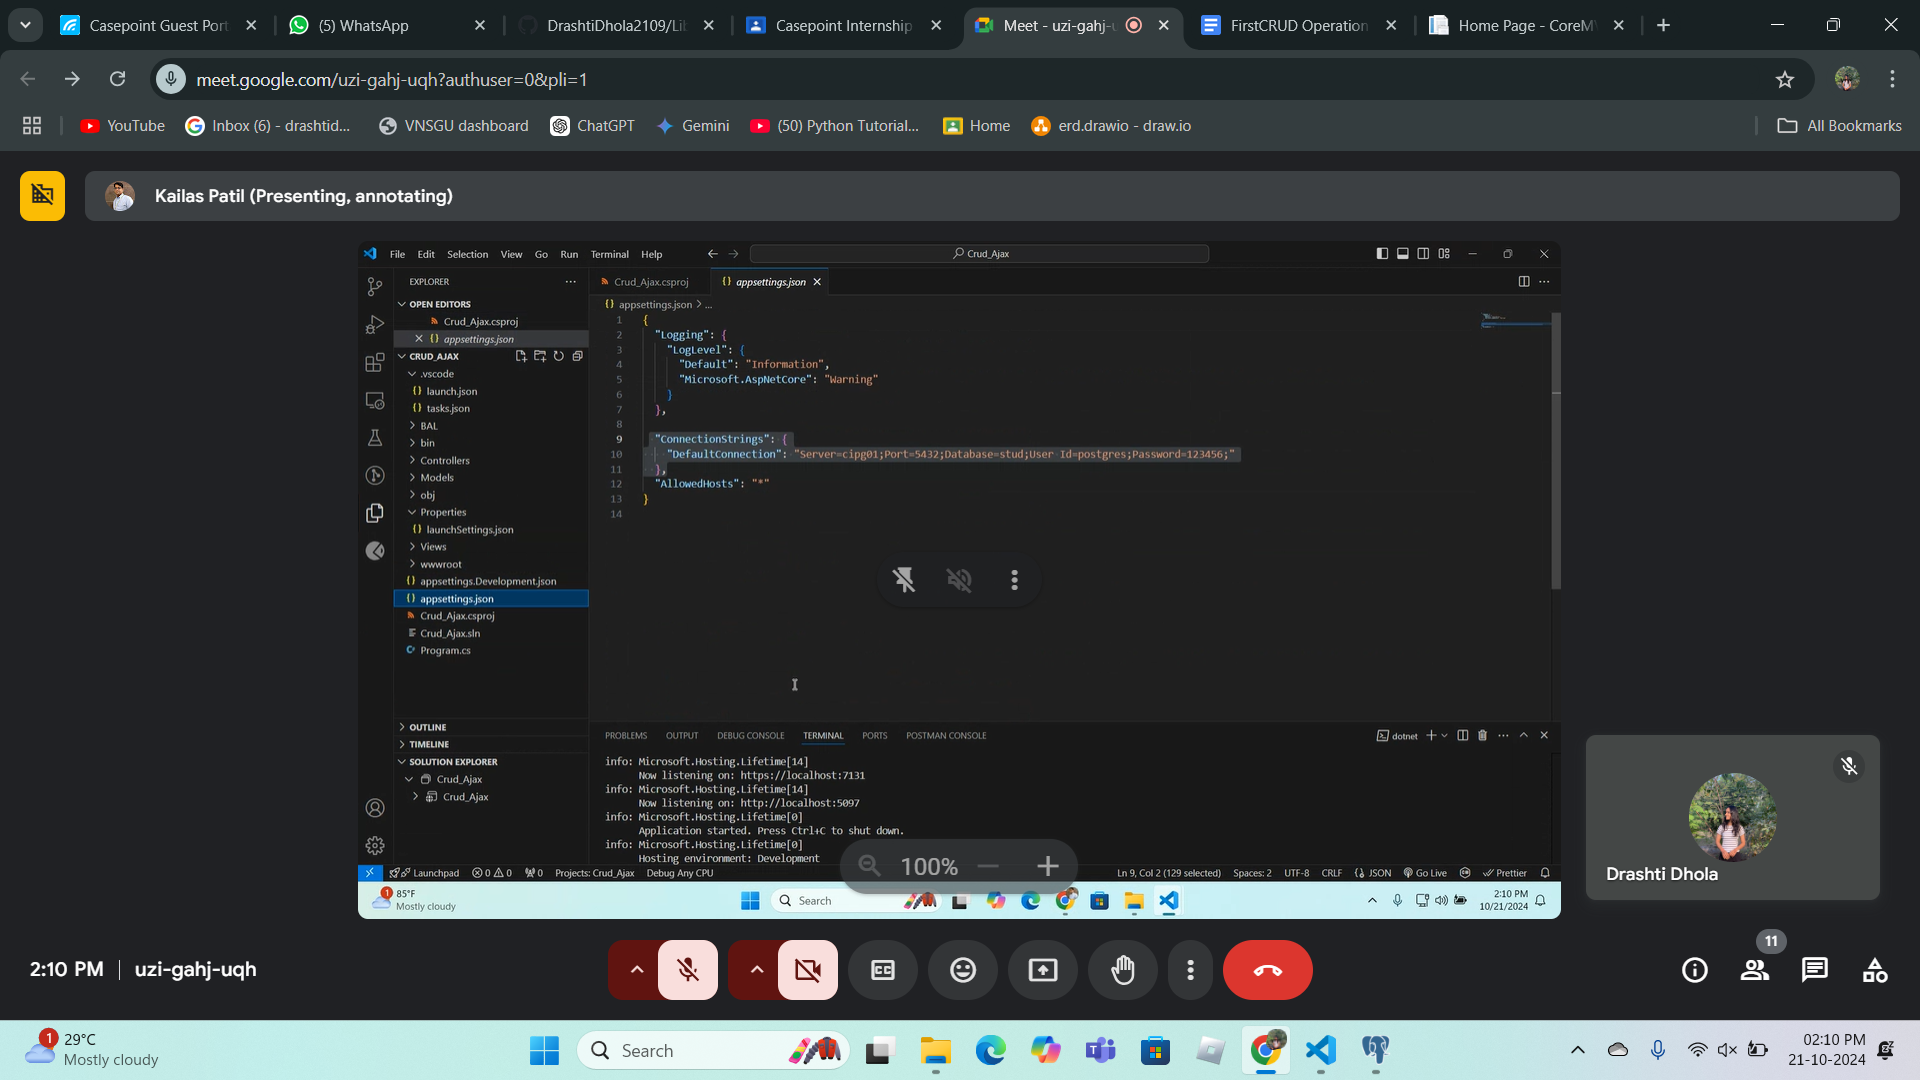 Casepoint Guest Port
(5) WhatsApp
DrashtiDhola2109/Lib
Casepoint Internship
Meet - uzi-gahj-u
FirstCRUD Operation
Home Page - CoreM
meet.google.com/uzi-gahj-uqh?authuser=0&pli=1
YouTube
Inbox (6) - drashtid...
VNSGU dashboard
ChatGPT
Gemini
(50) Python Tutorial...
Home
erd.drawio - draw.io
All Bookmarks
Kailas Patil (Presenting, annotating)
File Edit Selection View Go Run Terminal Help
Crud_Ajax
EXPLORER
OPEN EDITORS
Crud_Ajax.csproj
appsettings.json
CRUD_AJAX
.vscode
launch.json
tasks.json
BAL
bin
Controllers
Models
obj
Properties
launchSettings.json
Views
wwwroot
appsettings.Development.json
appsettings.json
Crud_Ajax.csproj
Crud_Ajax.sln
Program.cs
OUTLINE
TIMELINE
SOLUTION EXPLORER
Crud_Ajax
Crud_Ajax
Crud_Ajax.csproj
appsettings.json
appsettings.json > ...
1 {
2 "Logging": {
3 "LogLevel": {
4 "Default": "Information",
5 "Microsoft.AspNetCore": "Warning"
6 }
7 },
8
9 "ConnectionStrings": {
10 "DefaultConnection": "Server=cipg01;Port=5432;Database=stud;User Id=postgres;Password=123456;"
11 },
12 "AllowedHosts": "*"
13 }
14
PROBLEMS OUTPUT DEBUG CONSOLE TERMINAL PORTS POSTMAN CONSOLE
dotnet
info: Microsoft.Hosting.Lifetime[14]
Now listening on: https://localhost:7131
info: Microsoft.Hosting.Lifetime[14]
Now listening on: http://localhost:5097
info: Microsoft.Hosting.Lifetime[0]
Application started. Press Ctrl+C to shut down.
info: Microsoft.Hosting.Lifetime[0]
Hosting environment: Development
100%
Launchpad 0 0 0 Projects: Crud_Ajax Debug Any CPU
Ln 9, Col 2 (129 selected) Spaces: 2 UTF-8 CRLF {} JSON Go Live Prettier
1
85°F
Mostly cloudy
Search
2:10 PM
10/21/2024
Drashti Dhola
2:10 PM | uzi-gahj-uqh
11
1
29°C
Mostly cloudy
Search
02:10 PM
21-10-2024